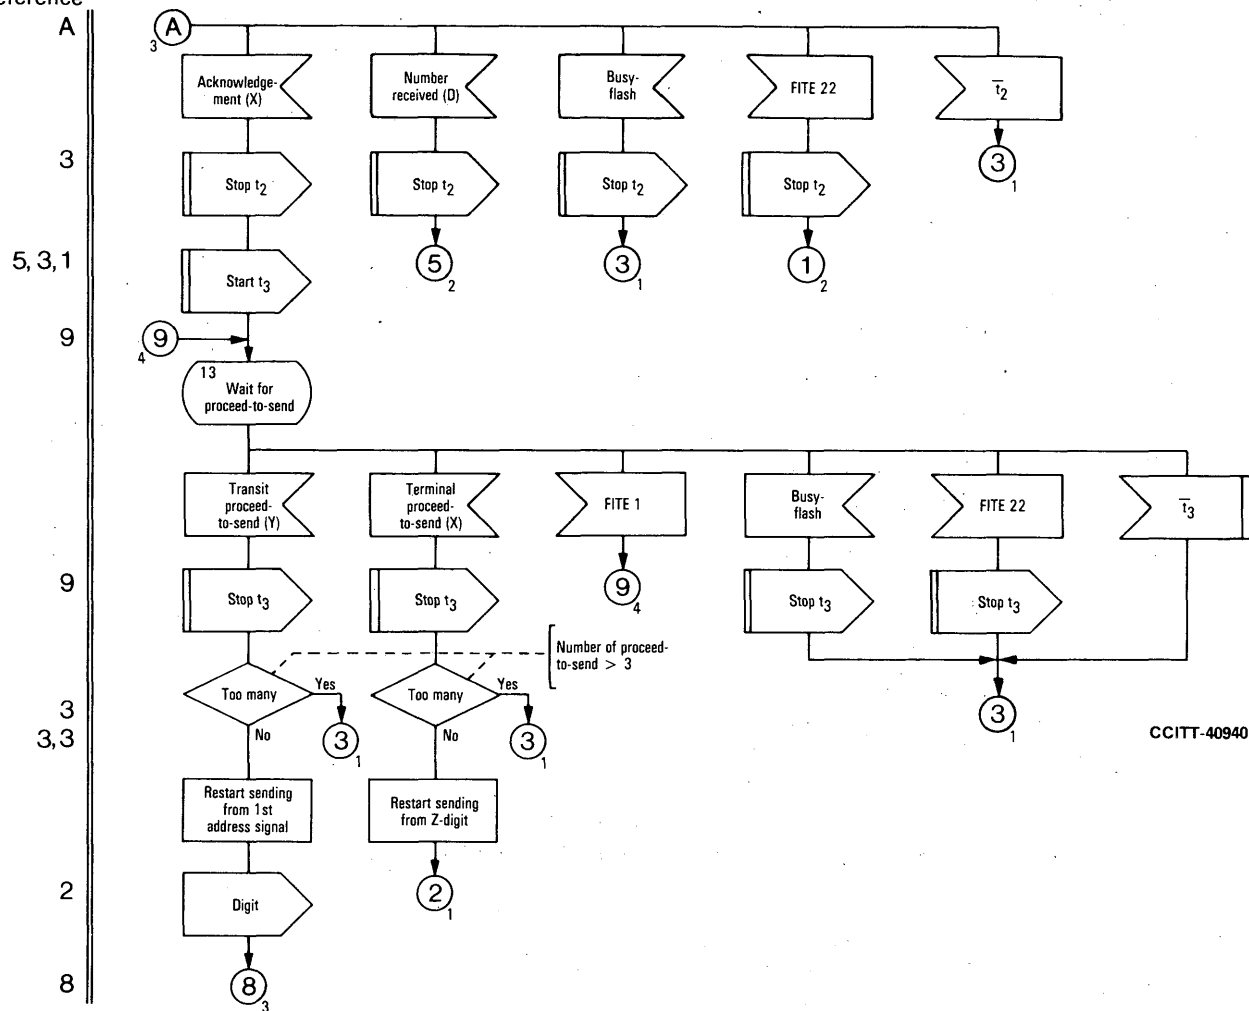 A
A
3
Acknowledge-
ment (X)
Number
received (D)
Busy-
flash
FITE 22
t̅2
3
Stop t2
Stop t2
Stop t2
Stop t2
3
1
5, 3, 1
Start t3
5
2
3
1
1
2
9
9
4
13
Wait for
proceed-to-send
Transit
proceed-
to-send (Y)
Terminal
proceed-
to-send (X)
FITE 1
Busy-
flash
FITE 22
t̅3
9
Stop t3
Stop t3
9
4
Stop t3
Stop t3
Number of proceed-
to-send > 3
Too many
Yes
Too many
Yes
3
3, 3
No
3
1
No
3
1
3
1
CCITT-40940
Restart sending
from 1st
address signal
Restart sending
from Z-digit
2
Digit
2
1
8
8
3